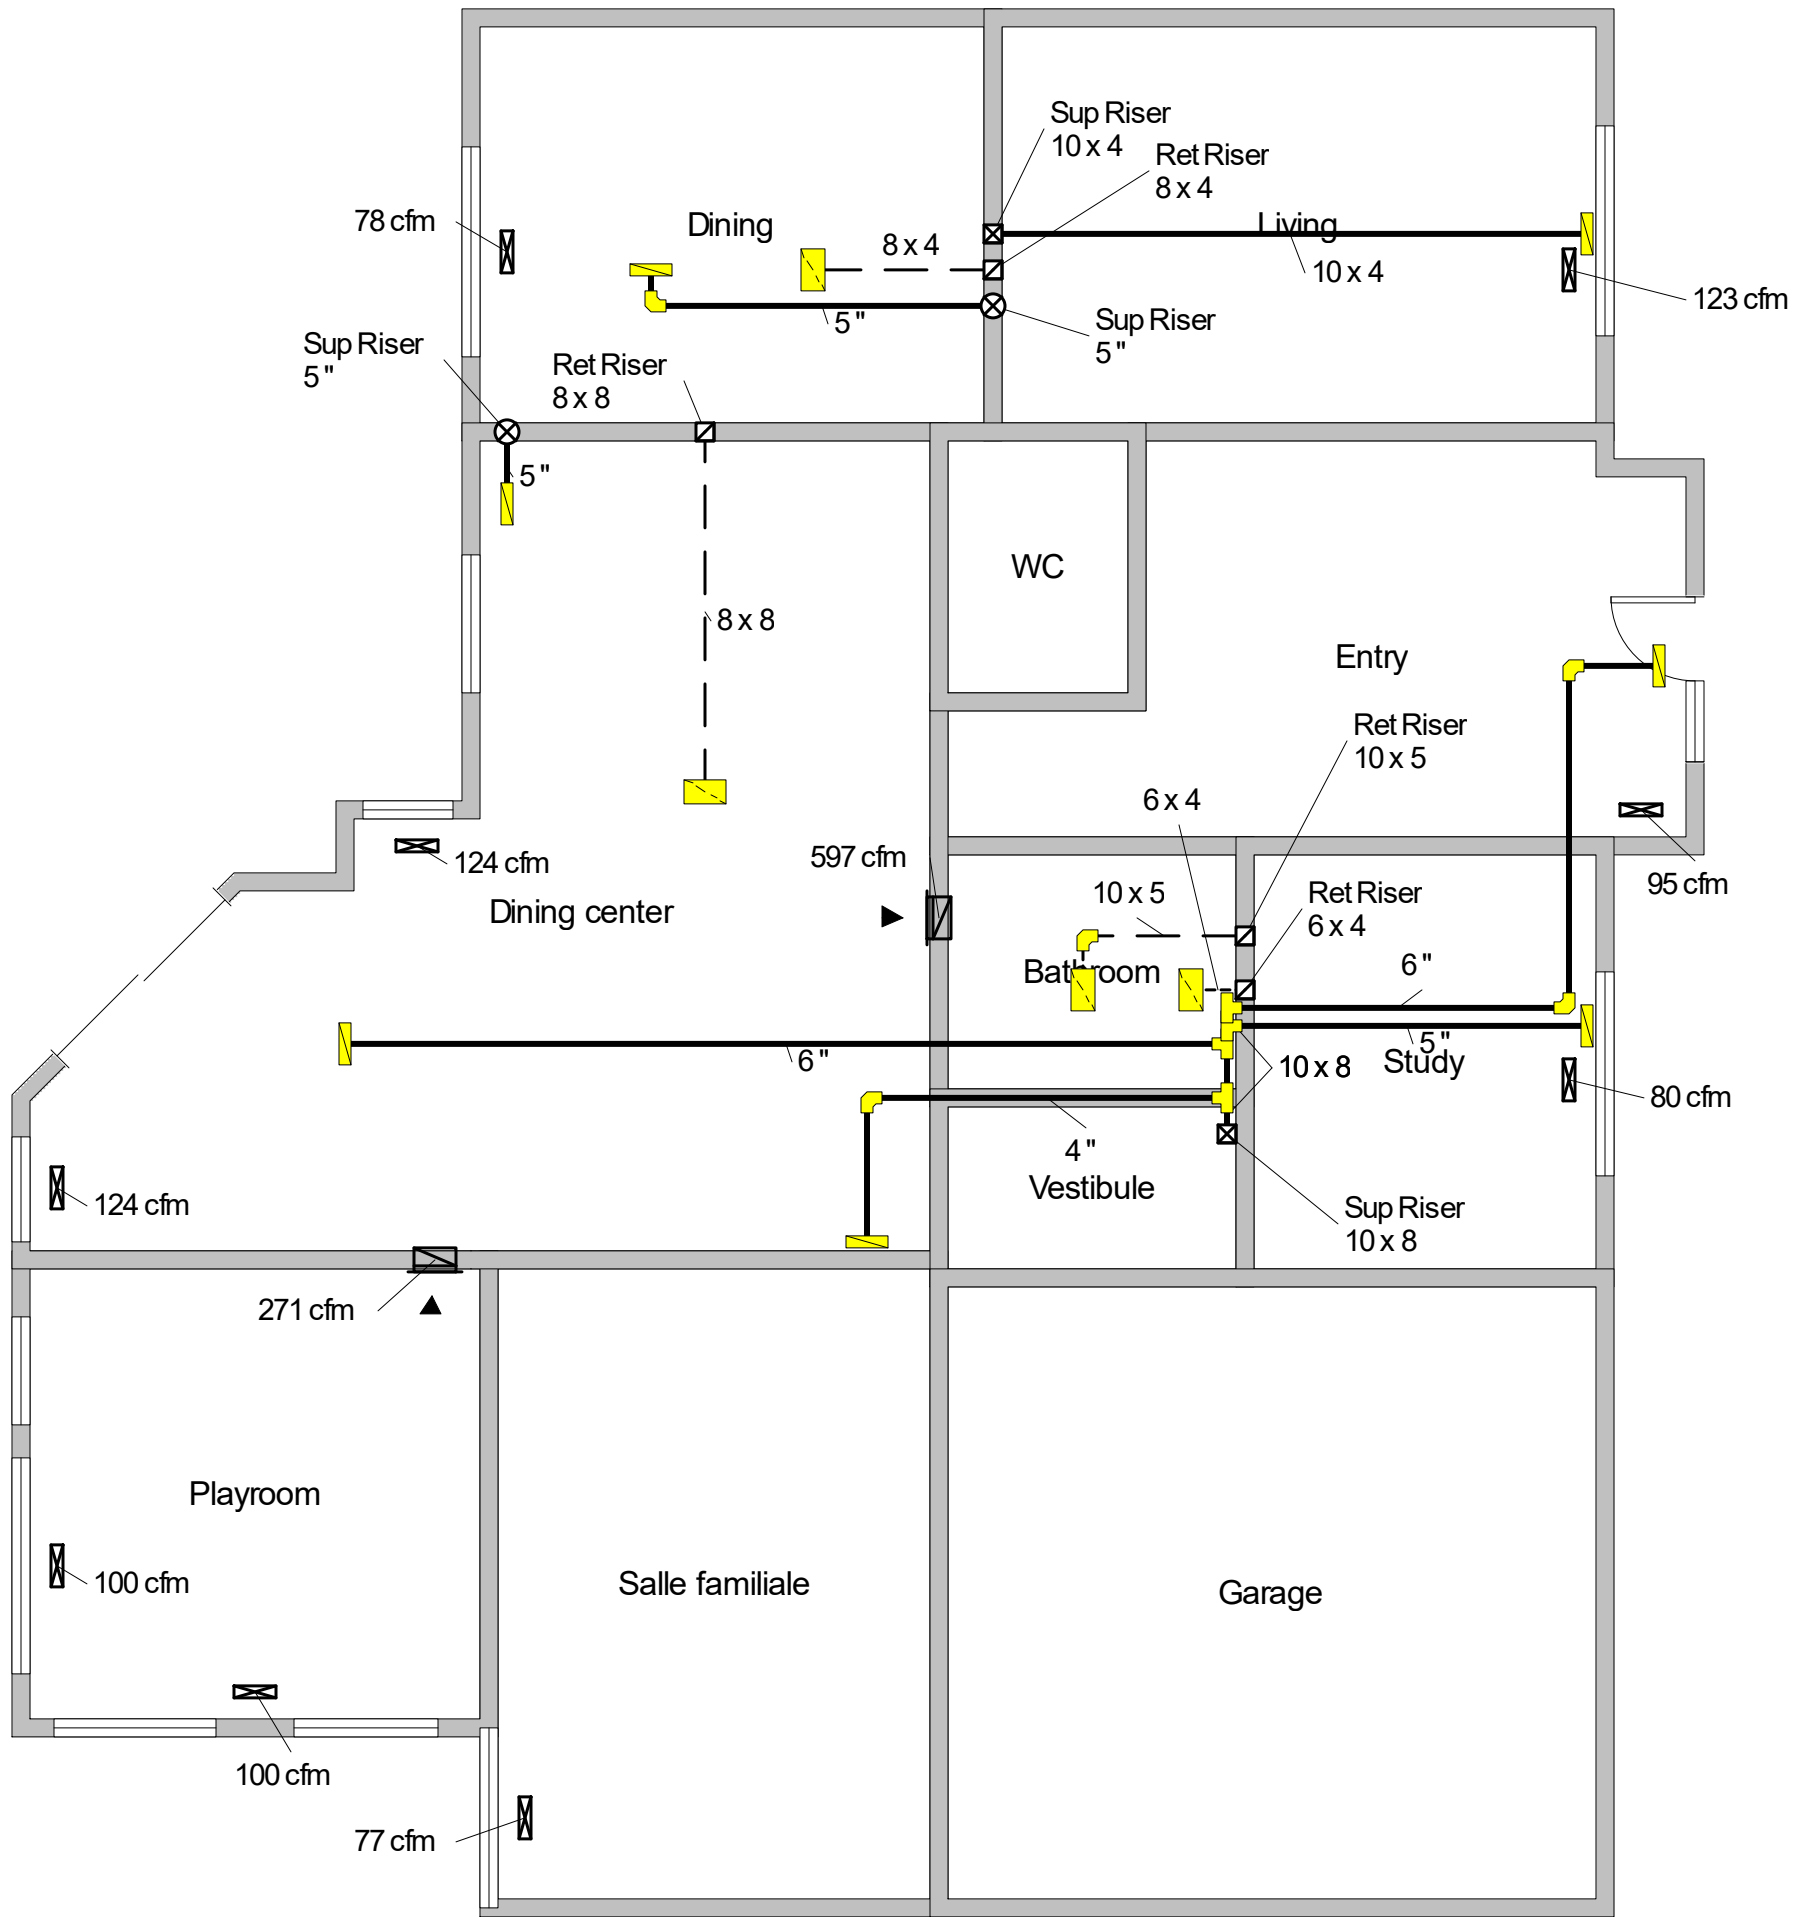 Sup Riser
10 x 4
Ret Riser
8 x 4
78 cfm
Dining
8 x 4
Living
10 x 4
123 cfm
5 "
Sup Riser
5 "
Sup Riser
5 "
Ret Riser
8 x 8
5 "
WC
8 x 8
Entry
Ret Riser
10 x 5
6 x 4
124 cfm
597 cfm
Dining center
10 x 5
Ret Riser
6 x 4
95 cfm
Bathroom
6 "
5 "
6 "
10 x 8
Study
80 cfm
4 "
Vestibule
124 cfm
Sup Riser
10 x 8
271 cfm
Playroom
100 cfm
Salle familiale
Garage
100 cfm
77 cfm